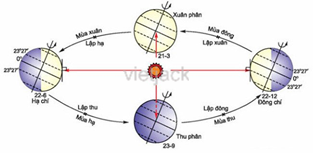 Xuân phân
Mùa xuân
Mùa đông
Lập hạ
Lập xuân
21-3
23°27'
0°
23°27'
23°27'
0°
23°27'
vietjack
22-6
Hạ chí
22-12
Đông chí
Lập thu
Mùa hạ
Lập đông
Mùa thu
Thu phân
23-9